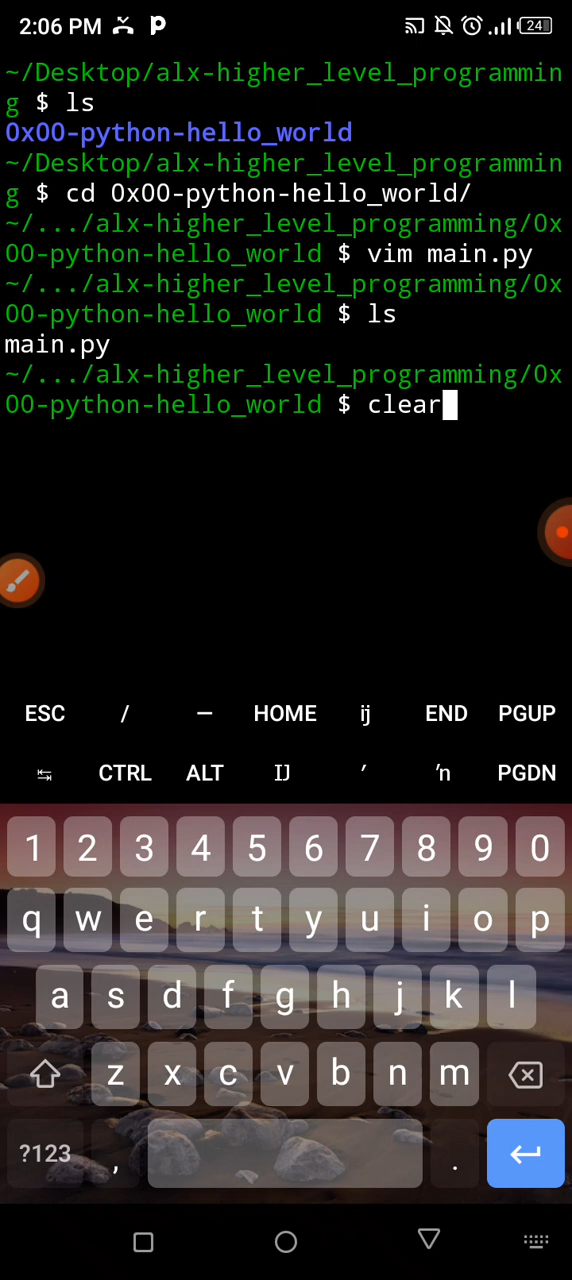 2:06 PM
24
~/Desktop/alx-higher_level_programmin
g $ ls
0x00-python-hello_world
~/Desktop/alx-higher_level_programmin
g $ cd 0x00-python-hello_world/
~/.../alx-higher_level_programming/0x
00-python-hello_world $ vim main.py
~/.../alx-higher_level_programming/0x
00-python-hello_world $ ls
main.py
~/.../alx-higher_level_programming/0x
00-python-hello_world $ clear
ESC / — HOME ĳ END PGUP
↹ CTRL ALT Ĳ ′ ŉ PGDN
1 2 3 4 5 6 7 8 9 0
q w e r t y u i o p
a s d f g h j k l
z x c v b n m
?123 , .